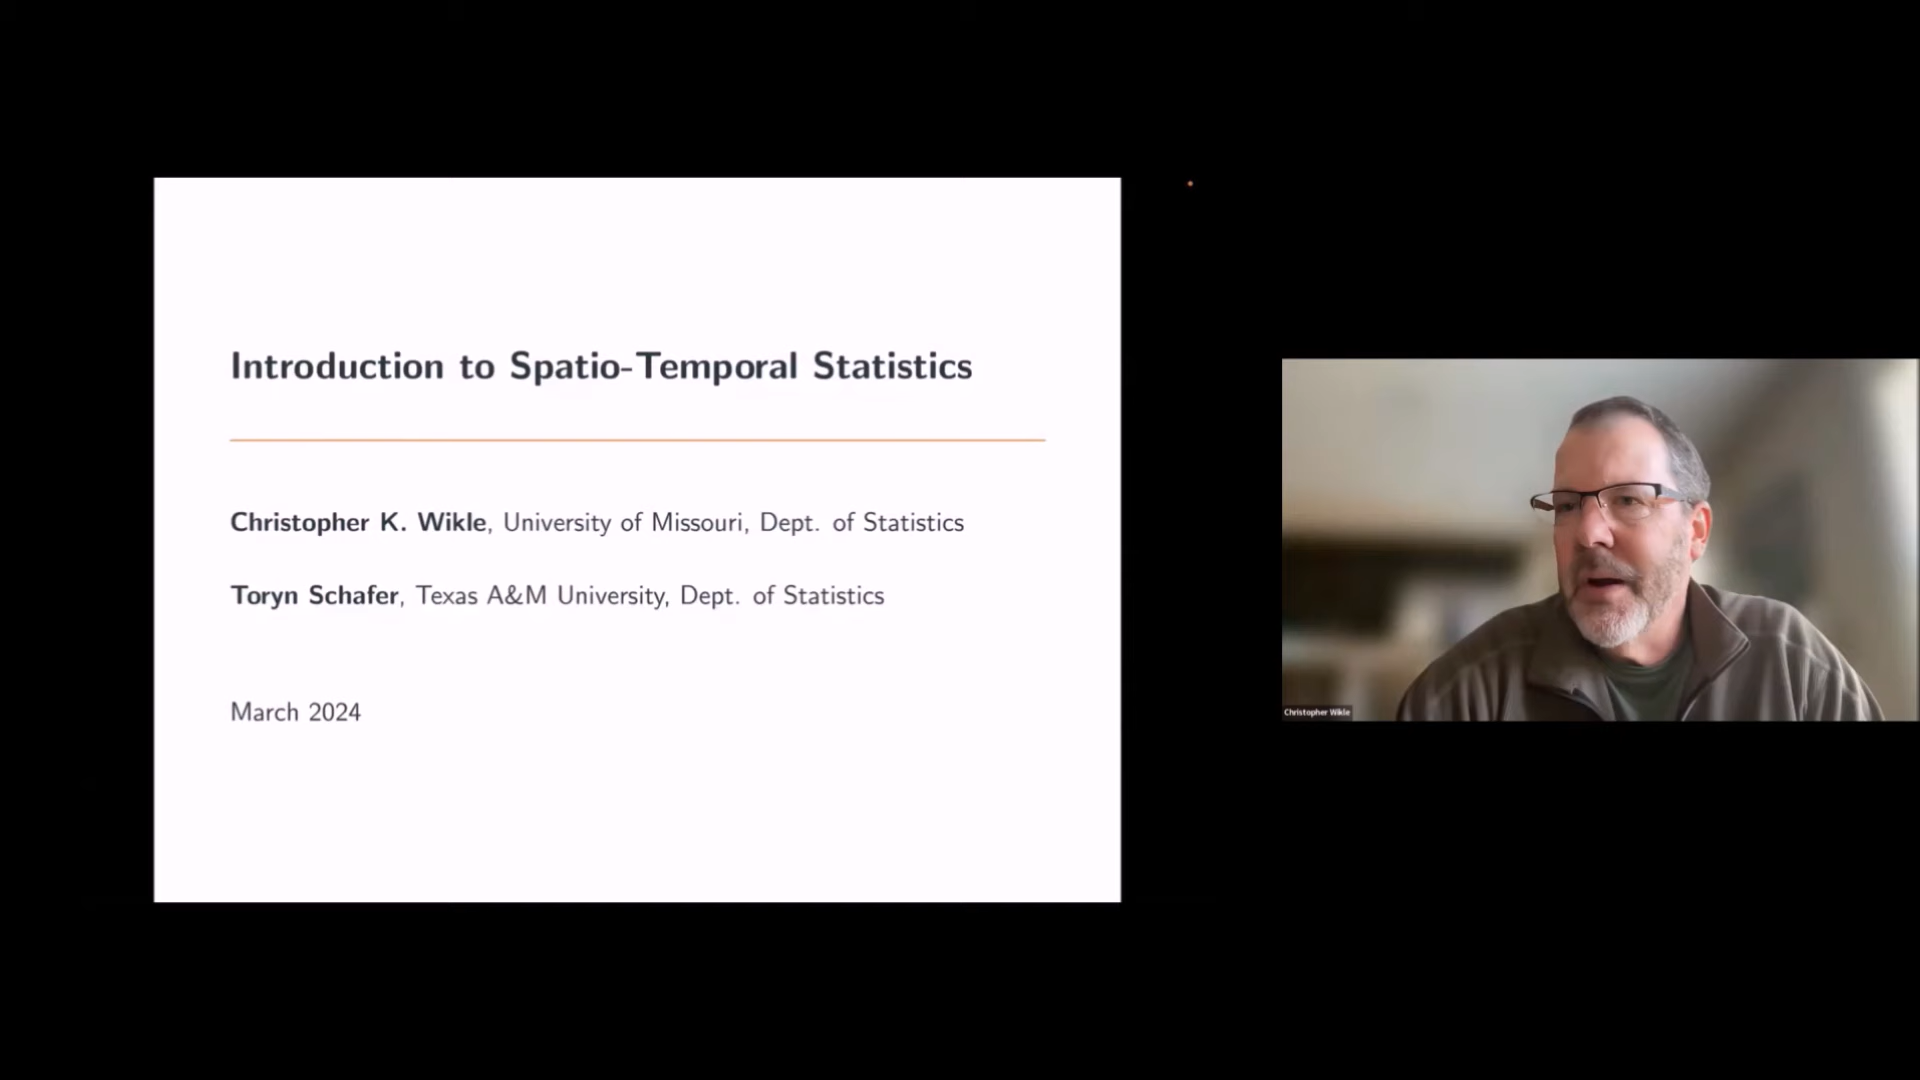 Introduction to Spatio-Temporal Statistics
Christopher K. Wikle, University of Missouri, Dept. of Statistics
Toryn Schafer, Texas A&M University, Dept. of Statistics
March 2024
Christopher Wikle